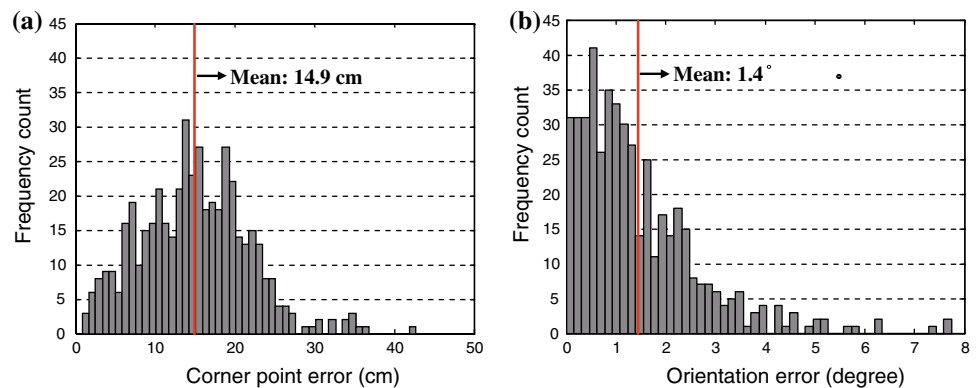 (a)
45
40
35
30
25
20
15
10
5
0
Frequency count
Mean: 14.9 cm
0 10 20 30 40 50
Corner point error (cm)
(b)
45
40
35
30
25
20
15
10
5
0
Frequency count
Mean: 1.4°
0 1 2 3 4 5 6 7 8
Orientation error (degree)